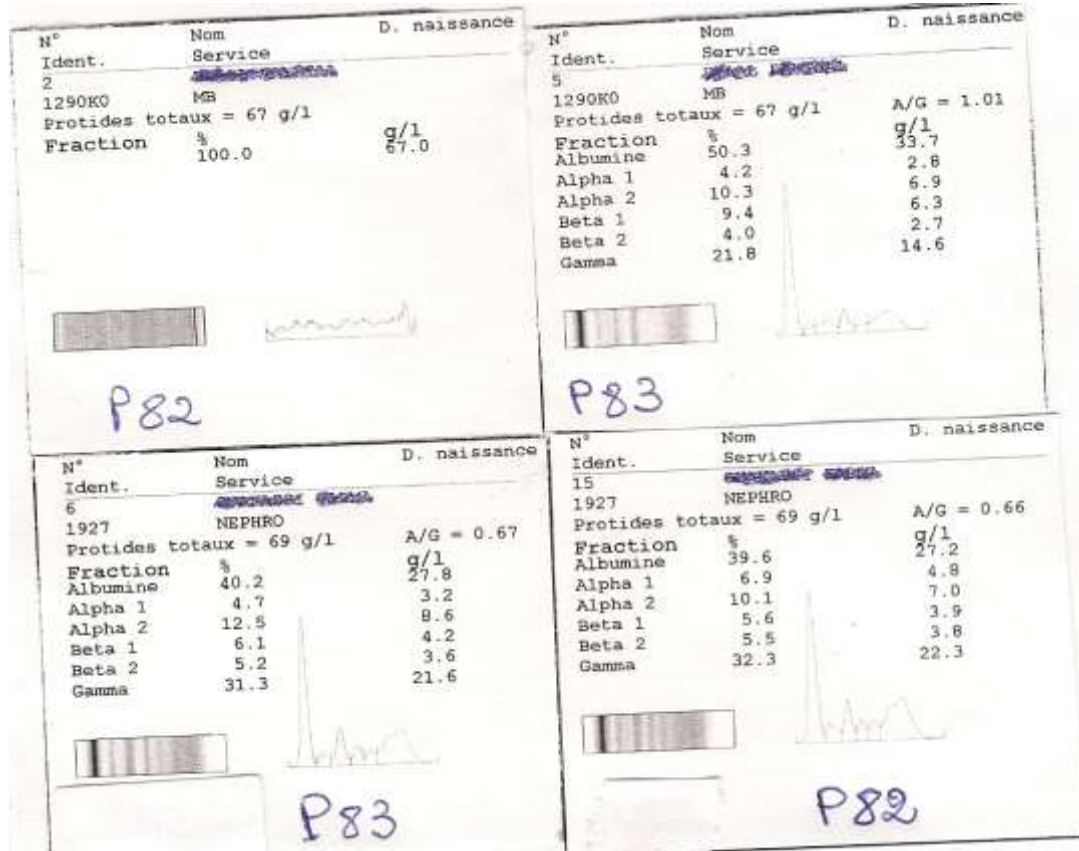 N° Nom D. naissance
Ident. Service
2
1290K0 MB
Protides totaux = 67 g/l
Fraction % g/l
100.0 67.0
P82
N° Nom D. naissance
Ident. Service
5
1290K0 MB
Protides totaux = 67 g/l A/G = 1.01
Fraction % g/l
Albumine 50.3 33.7
Alpha 1 4.2 2.8
Alpha 2 10.3 6.9
Beta 1 9.4 6.3
Beta 2 4.0 2.7
Gamma 21.8 14.6
P83
N° Nom D. naissance
Ident. Service
6
1927 NEPHRO
Protides totaux = 69 g/l A/G = 0.67
Fraction % g/l
Albumine 40.2 27.8
Alpha 1 4.7 3.2
Alpha 2 12.5 8.6
Beta 1 6.1 4.2
Beta 2 5.2 3.6
Gamma 31.3 21.6
P83
N° Nom D. naissance
Ident. Service
15
1927 NEPHRO
Protides totaux = 69 g/l A/G = 0.66
Fraction % g/l
Albumine 39.6 27.2
Alpha 1 6.9 4.8
Alpha 2 10.1 7.0
Beta 1 5.6 3.9
Beta 2 5.5 3.8
Gamma 32.3 22.3
P82